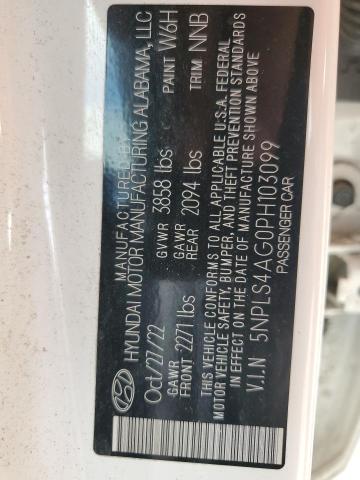 MANUFACTURED BY
HYUNDAI MOTOR MANUFACTURING ALABAMA, LLC
Oct/27/22 GVWR 3858 lbs PAINT W6H
GAWR FRONT 2271 lbs GAWR REAR 2094 lbs TRIM NNB
THIS VEHICLE CONFORMS TO ALL APPLICABLE U.S.A. FEDERAL
MOTOR VEHICLE SAFETY, BUMPER, AND THEFT PREVENTION STANDARDS
IN EFFECT ON THE DATE OF MANUFACTURE SHOWN ABOVE
V.I.N 5NPLS4AG0PH103099
PASSENGER CAR